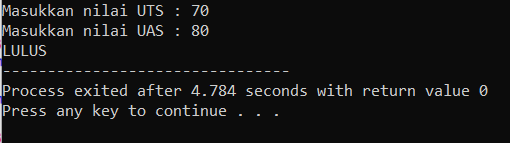 Masukkan nilai UTS : 70
Masukkan nilai UAS : 80
LULUS
--------------------------------
Process exited after 4.784 seconds with return value 0
Press any key to continue . . .